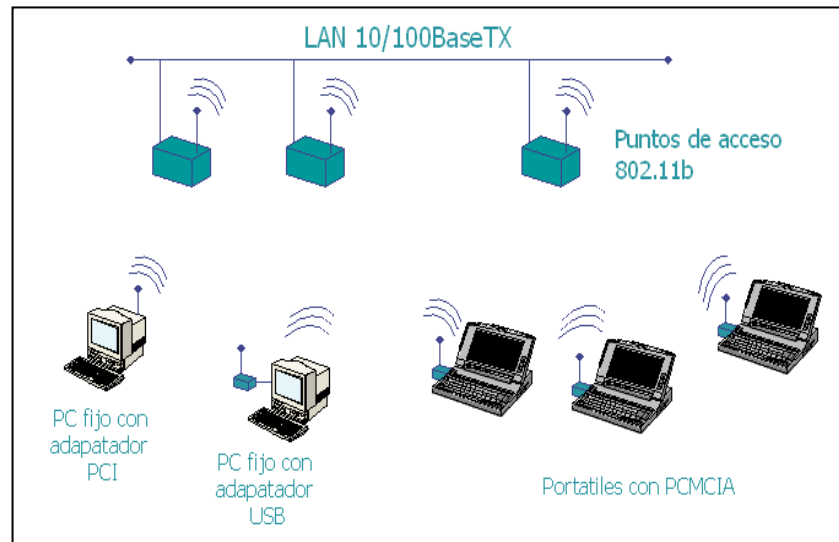 LAN 10/100BaseTX
Puntos de acceso
802.11b
PC fijo con
adapatador
PCI
PC fijo con
adapatador
USB
Portatiles con PCMCIA